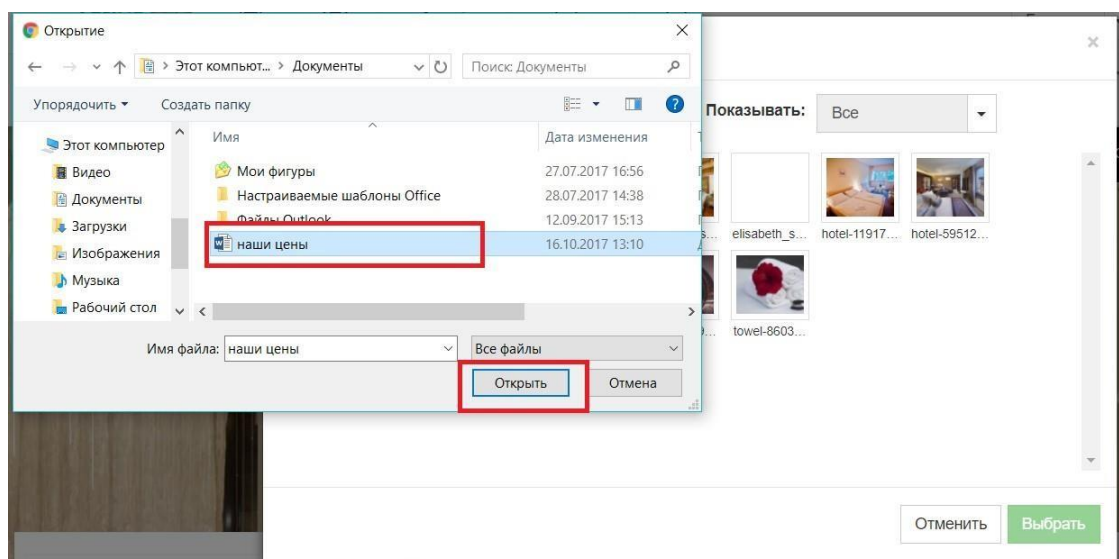 Открытие
Этот компьют... > Документы
Поиск: Документы
Упорядочить
Создать папку
Показывать:
Все
Имя
Дата изменения
Этот компьютер
Видео
Документы
Загрузки
Изображения
Музыка
Рабочий стол
Мои фигуры 27.07.2017 16:56
Настраиваемые шаблоны Office 28.07.2017 14:38
Файлы Outlook 12.09.2017 15:13
наши цены 16.10.2017 13:10
elisabeth_s...
hotel-11917...
hotel-59512...
towel-8603...
Имя файла: наши цены
Все файлы
Открыть
Отмена
Отменить
Выбрать